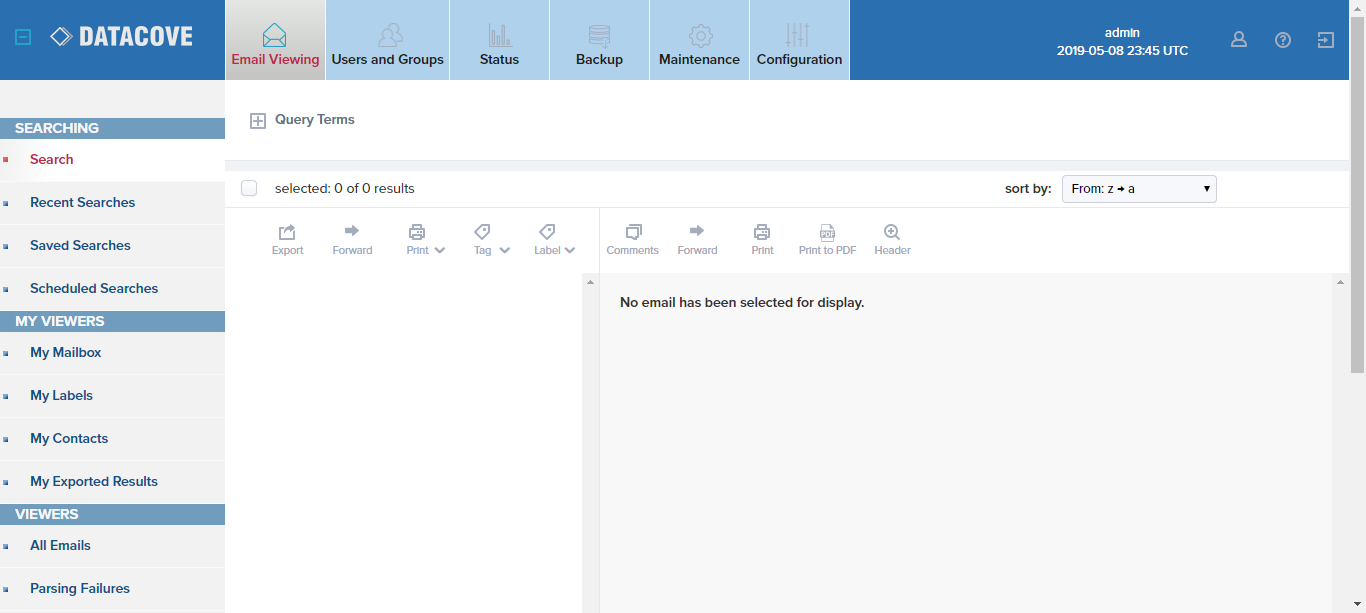 DATACOVE
Email Viewing
Users and Groups
Status
Backup
Maintenance
Configuration
admin
2019-05-08 23:45 UTC
SEARCHING
Search
Recent Searches
Saved Searches
Scheduled Searches
MY VIEWERS
My Mailbox
My Labels
My Contacts
My Exported Results
VIEWERS
All Emails
Parsing Failures
Query Terms
selected: 0 of 0 results
sort by:
From: z → a
Export
Forward
Print
Tag
Label
Comments
Forward
Print
PDF
Print to PDF
Header
No email has been selected for display.